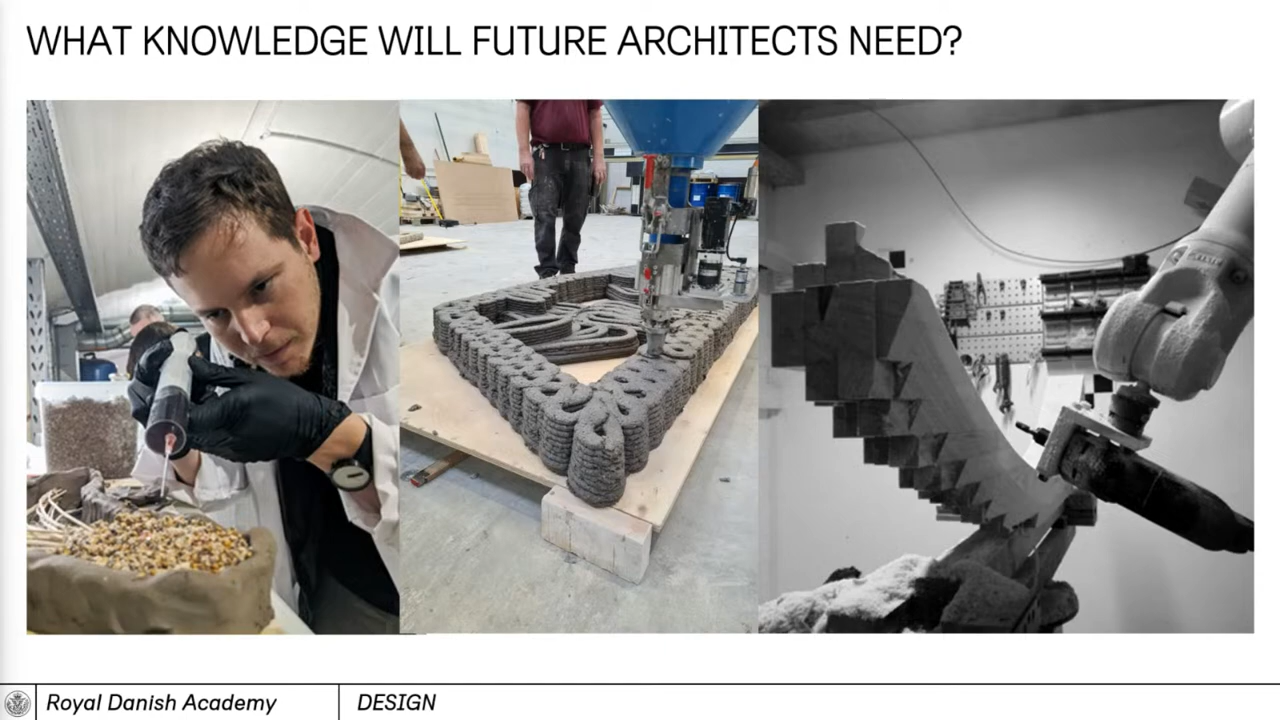 WHAT KNOWLEDGE WILL FUTURE ARCHITECTS NEED?
Royal Danish Academy
DESIGN